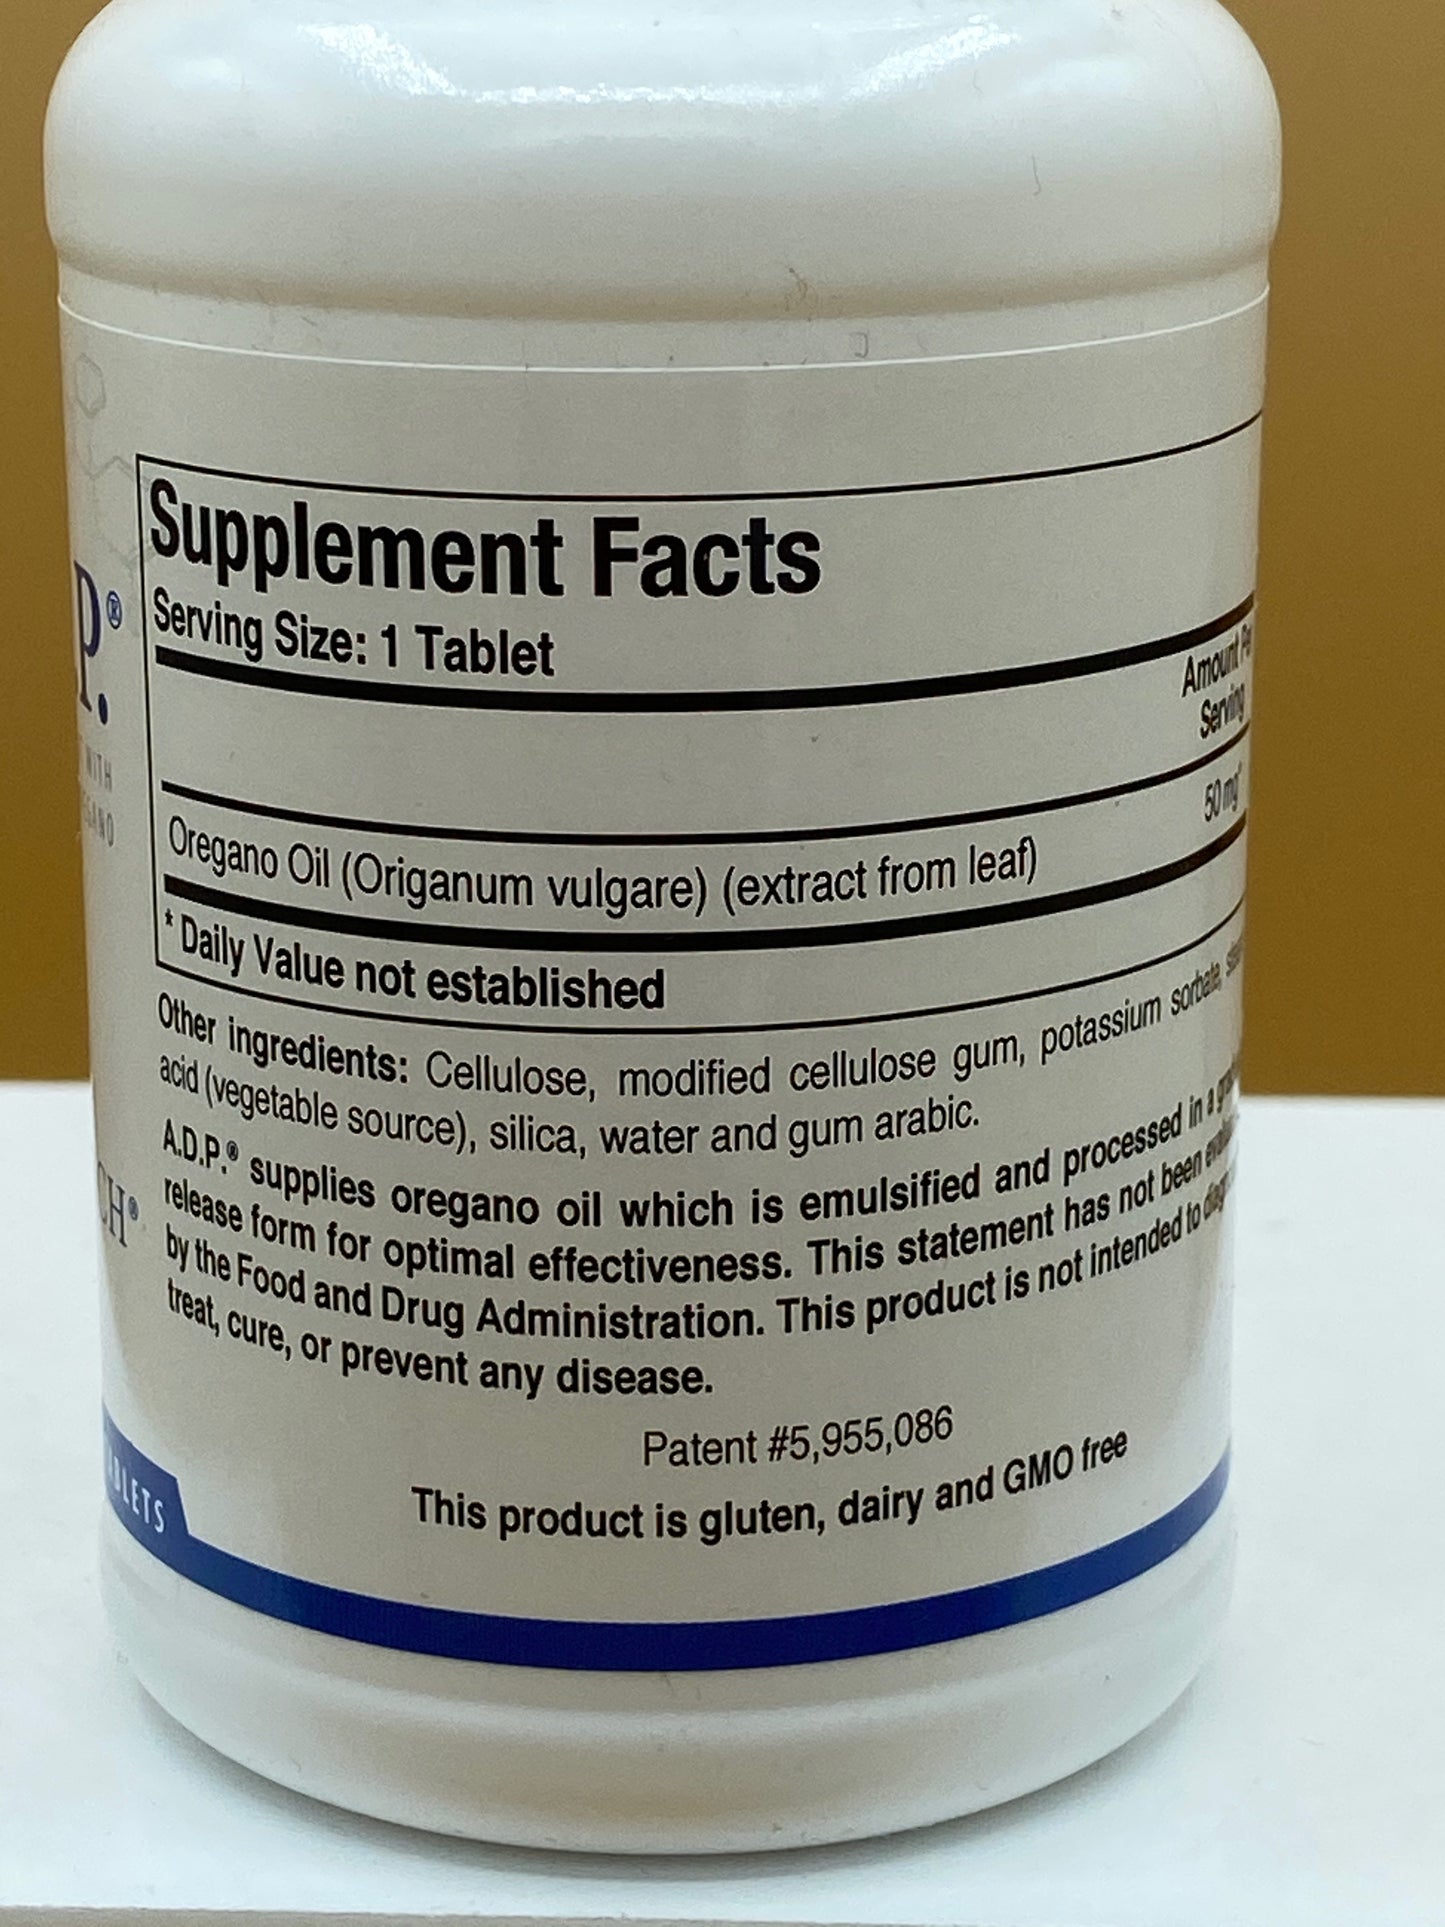 P.®
WITH
Supplement Facts
Serving Size: 1 Tablet
Amount Per
Serving
Oregano Oil (Origanum vulgare) (extract from leaf) 50 mg*
* Daily Value not established
Other ingredients: Cellulose, modified cellulose gum, potassium sorbate,
acid (vegetable source), silica, water and gum arabic.
A.D.P.® supplies oregano oil which is emulsified and processed in a
release form for optimal effectiveness. This statement has not been
by the Food and Drug Administration. This product is not intended to
treat, cure, or prevent any disease.
Patent #5,955,086
This product is gluten, dairy and GMO free
CH®